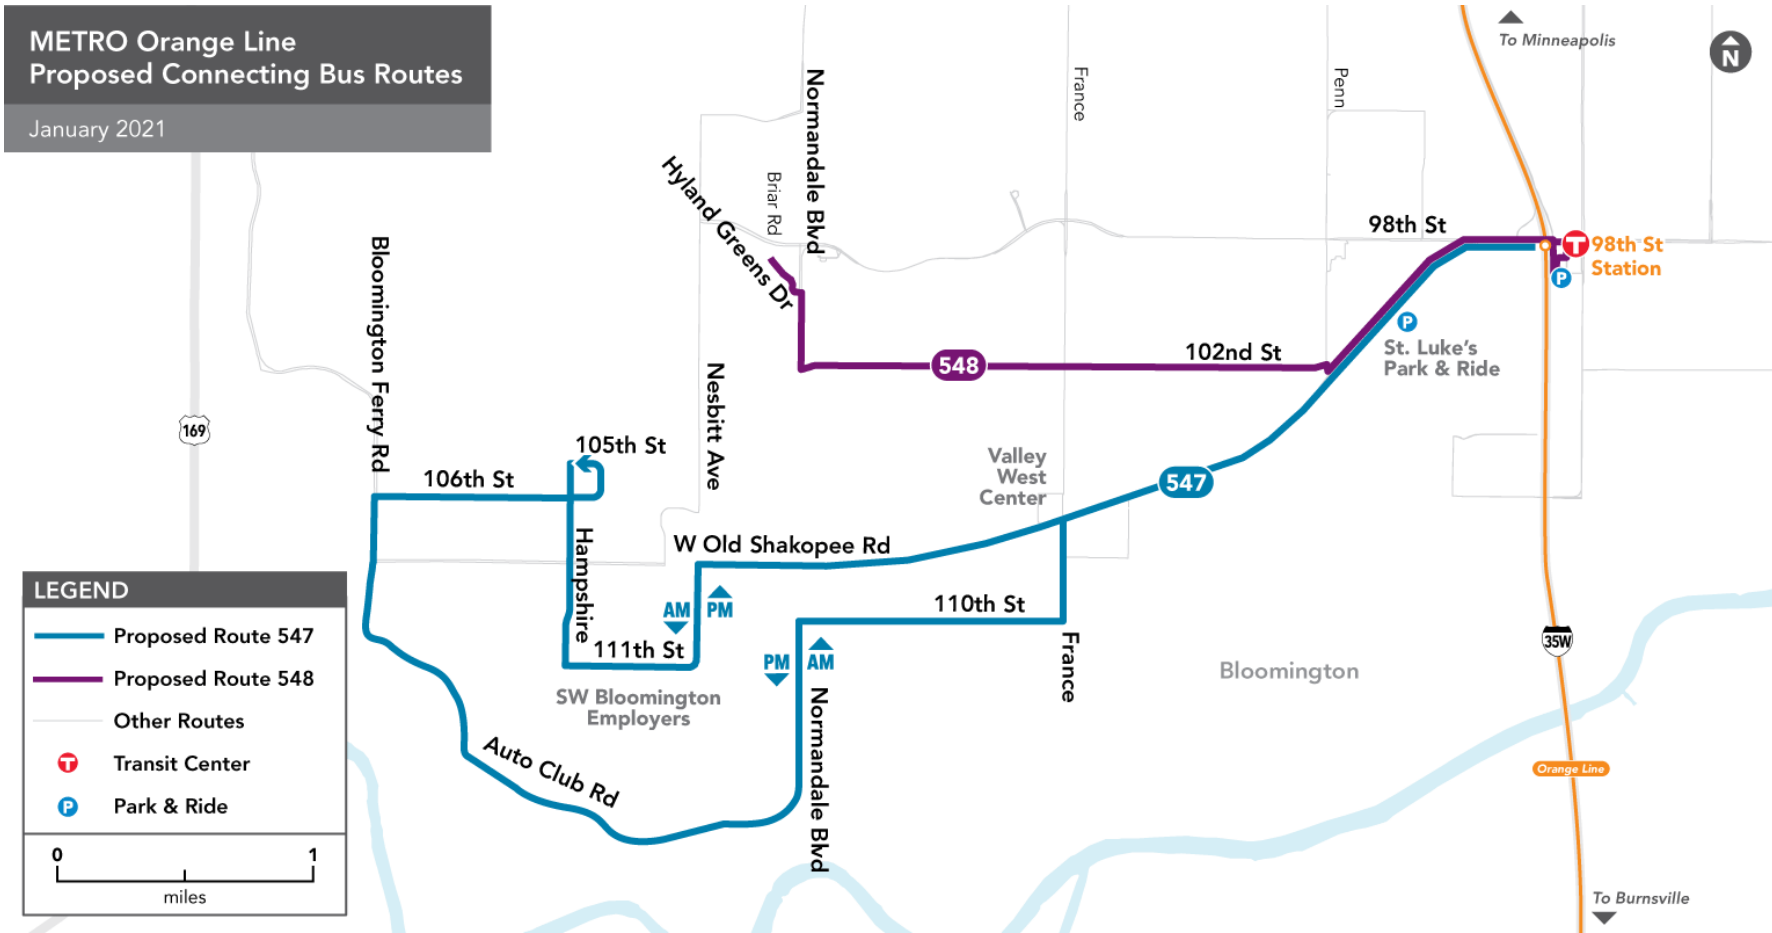 METRO Orange Line
Proposed Connecting Bus Routes
January 2021
To Minneapolis
N
Normandale Blvd
France
Penn
Hyland Greens Dr
Briar Rd
98th St
T
98th St
Station
P
Bloomington Ferry Rd
P
St. Luke's
Park & Ride
102nd St
548
Nesbitt Ave
169
105th St
106th St
Valley
West
Center
547
Hampshire
W Old Shakopee Rd
AM
PM
110th St
111th St
PM
AM
France
35W
Bloomington
SW Bloomington
Employers
Normandale Blvd
Auto Club Rd
Orange Line
To Burnsville
LEGEND
Proposed Route 547
Proposed Route 548
Other Routes
T Transit Center
P Park & Ride
0 1
miles